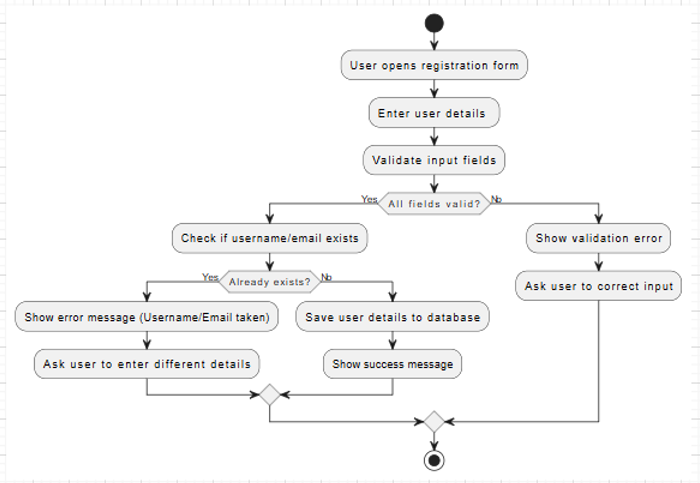 User opens registration form
Enter user details
Validate input fields
Yes
All fields valid?
No
Check if username/email exists
Show validation error
Yes
Already exists?
No
Ask user to correct input
Show error message (Username/Email taken)
Save user details to database
Ask user to enter different details
Show success message